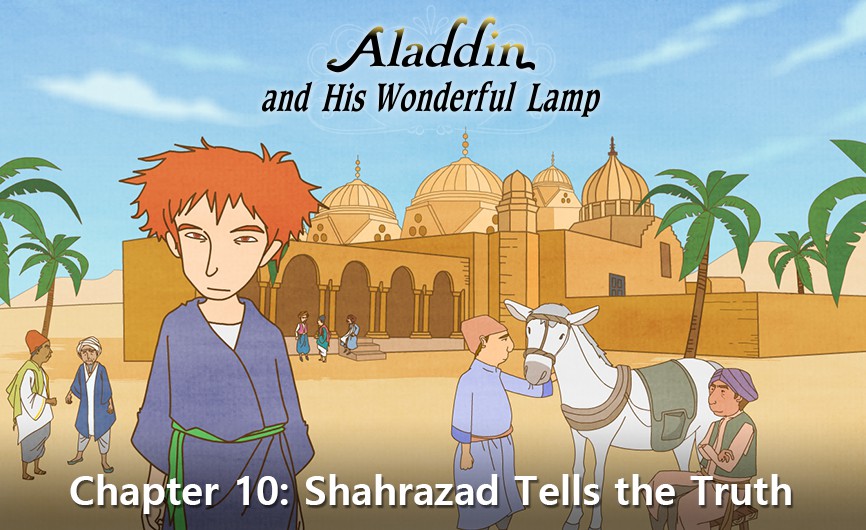 Aladdin
and His Wonderful Lamp
Chapter 10: Shahrazad Tells the Truth